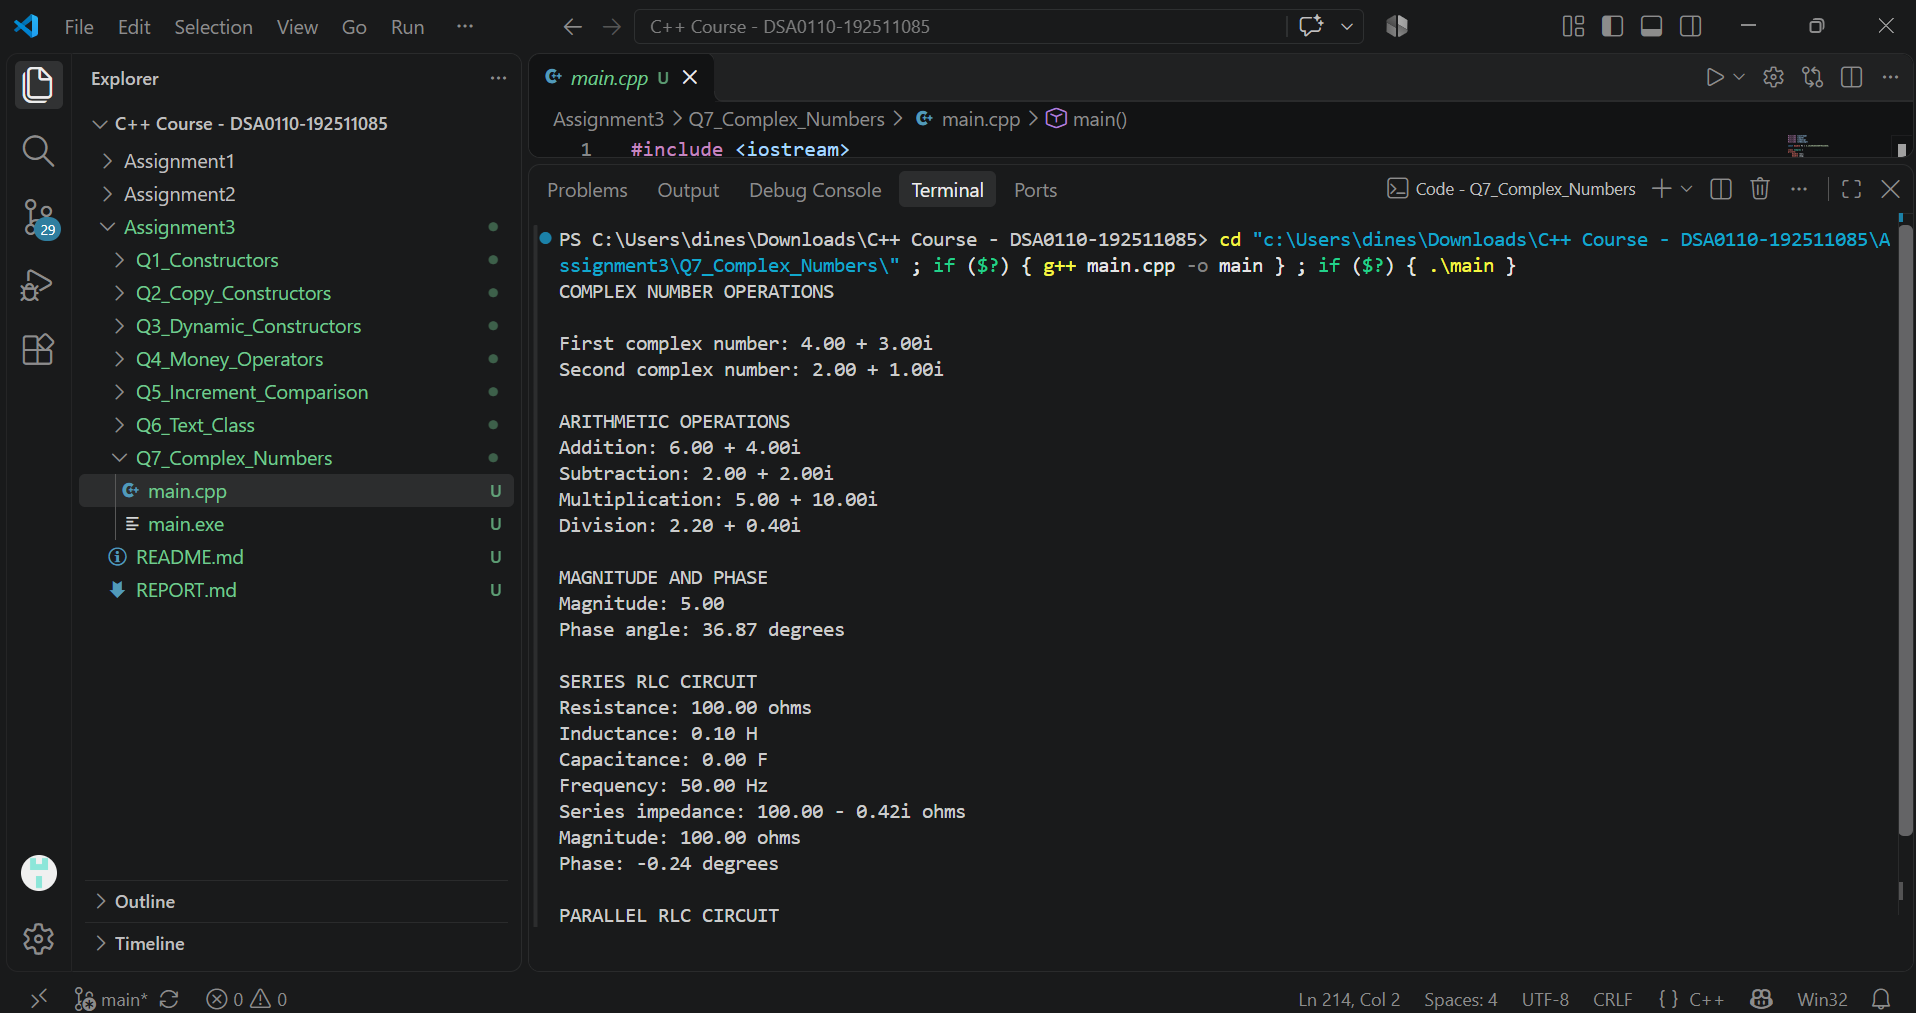 File Edit Selection View Go Run ···
C++ Course - DSA0110-192511085
Explorer
C++ Course - DSA0110-192511085
Assignment1
Assignment2
Assignment3
Q1_Constructors
Q2_Copy_Constructors
Q3_Dynamic_Constructors
Q4_Money_Operators
Q5_Increment_Comparison
Q6_Text_Class
Q7_Complex_Numbers
main.cpp U
main.exe U
README.md U
REPORT.md U
29
Outline
Timeline
main.cpp U
Assignment3 > Q7_Complex_Numbers > main.cpp > main()
1 #include <iostream>
Problems Output Debug Console Terminal Ports
Code - Q7_Complex_Numbers
PS C:\Users\dines\Downloads\C++ Course - DSA0110-192511085> cd "c:\Users\dines\Downloads\C++ Course - DSA0110-192511085\A
ssignment3\Q7_Complex_Numbers\" ; if ($?) { g++ main.cpp -o main } ; if ($?) { .\main }
COMPLEX NUMBER OPERATIONS
First complex number: 4.00 + 3.00i
Second complex number: 2.00 + 1.00i
ARITHMETIC OPERATIONS
Addition: 6.00 + 4.00i
Subtraction: 2.00 + 2.00i
Multiplication: 5.00 + 10.00i
Division: 2.20 + 0.40i
MAGNITUDE AND PHASE
Magnitude: 5.00
Phase angle: 36.87 degrees
SERIES RLC CIRCUIT
Resistance: 100.00 ohms
Inductance: 0.10 H
Capacitance: 0.00 F
Frequency: 50.00 Hz
Series impedance: 100.00 - 0.42i ohms
Magnitude: 100.00 ohms
Phase: -0.24 degrees
PARALLEL RLC CIRCUIT
main* 0 0
Ln 214, Col 2 Spaces: 4 UTF-8 CRLF { } C++ Win32